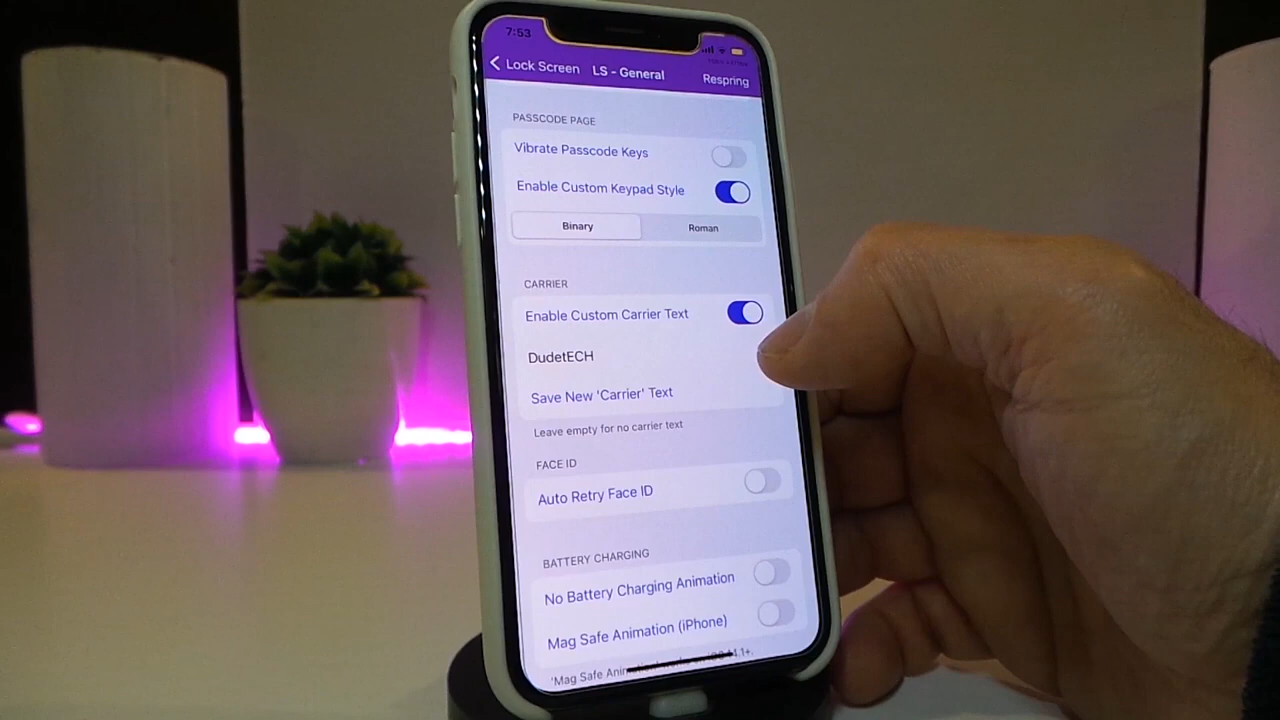 7:53
Lock Screen LS - General Respring
PASSCODE PAGE
Vibrate Passcode Keys
Enable Custom Keypad Style
Binary Roman
CARRIER
Enable Custom Carrier Text
DudetECH
Save New 'Carrier' Text
Leave empty for no carrier text
FACE ID
Auto Retry Face ID
BATTERY CHARGING
No Battery Charging Animation
Mag Safe Animation (iPhone)
'Mag Safe